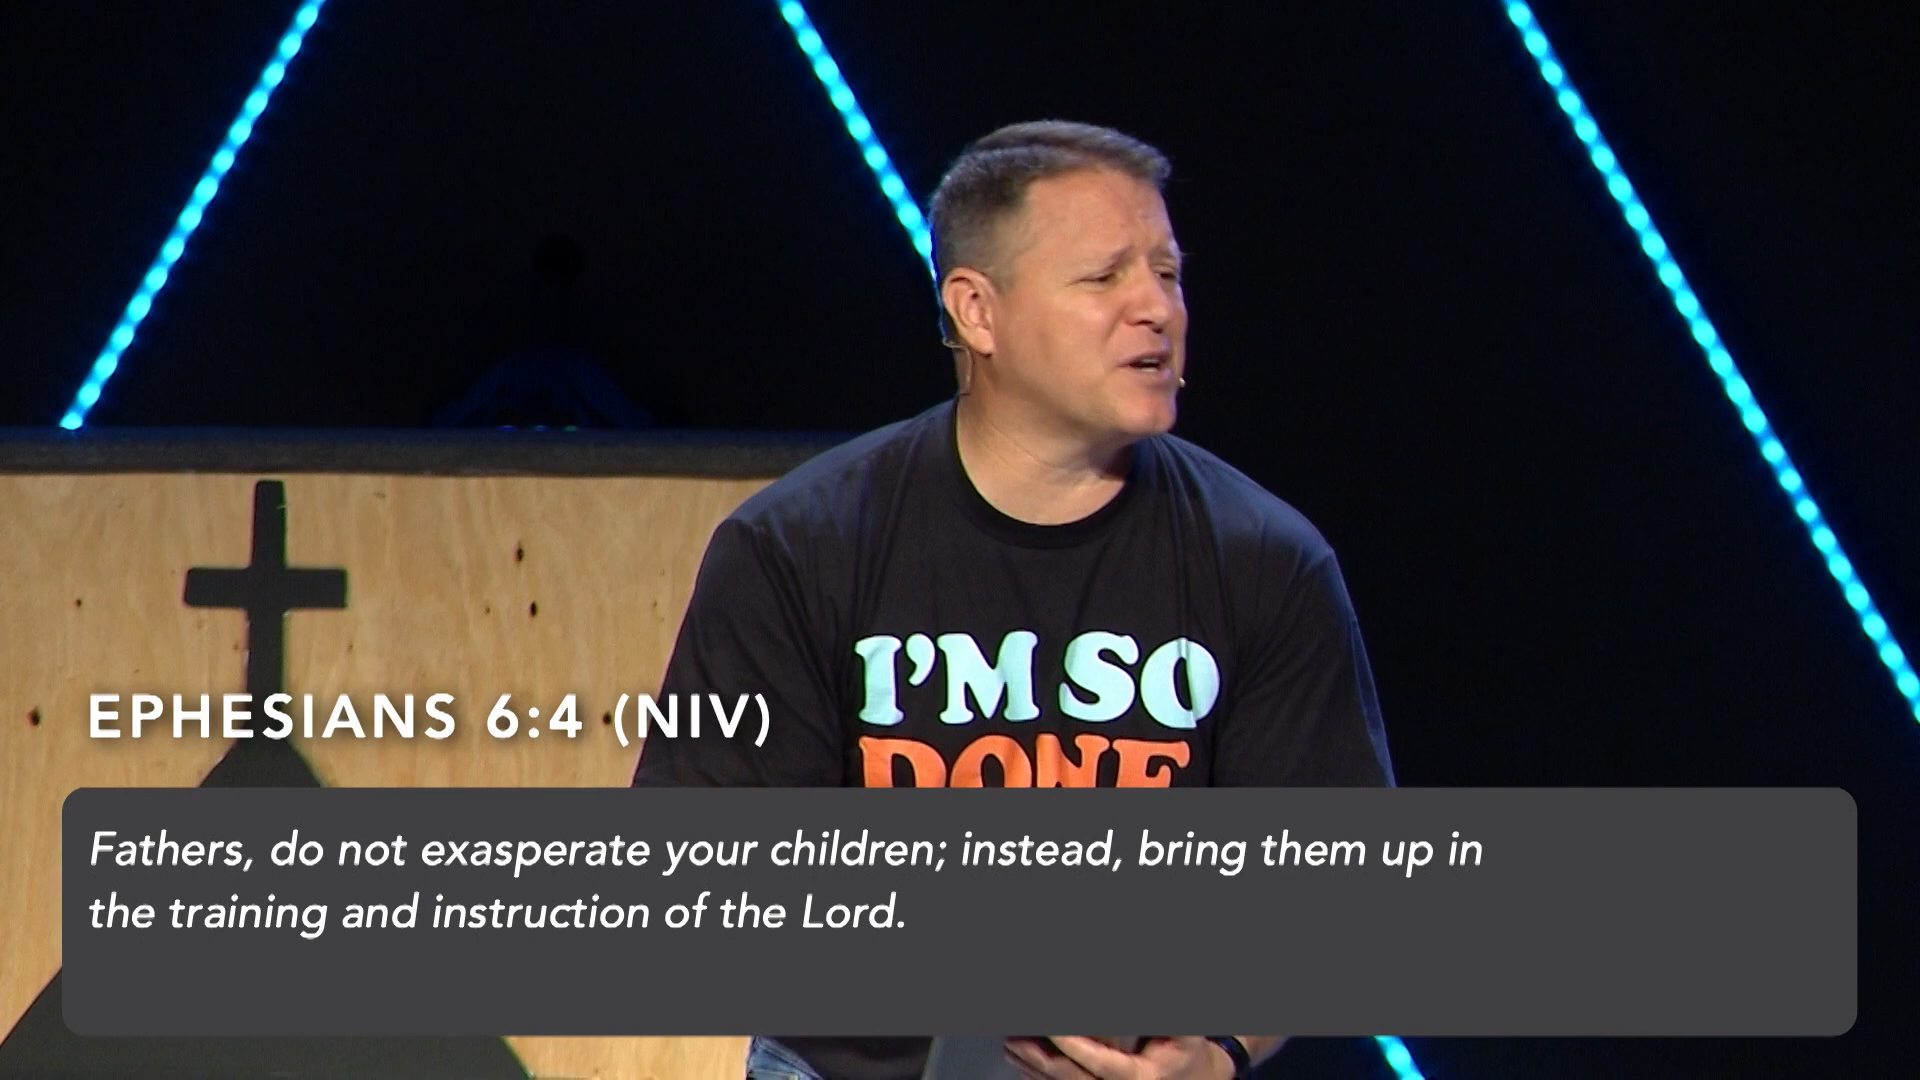 I'M SO
DONE
EPHESIANS 6:4 (NIV)
Fathers, do not exasperate your children; instead, bring them up in
the training and instruction of the Lord.